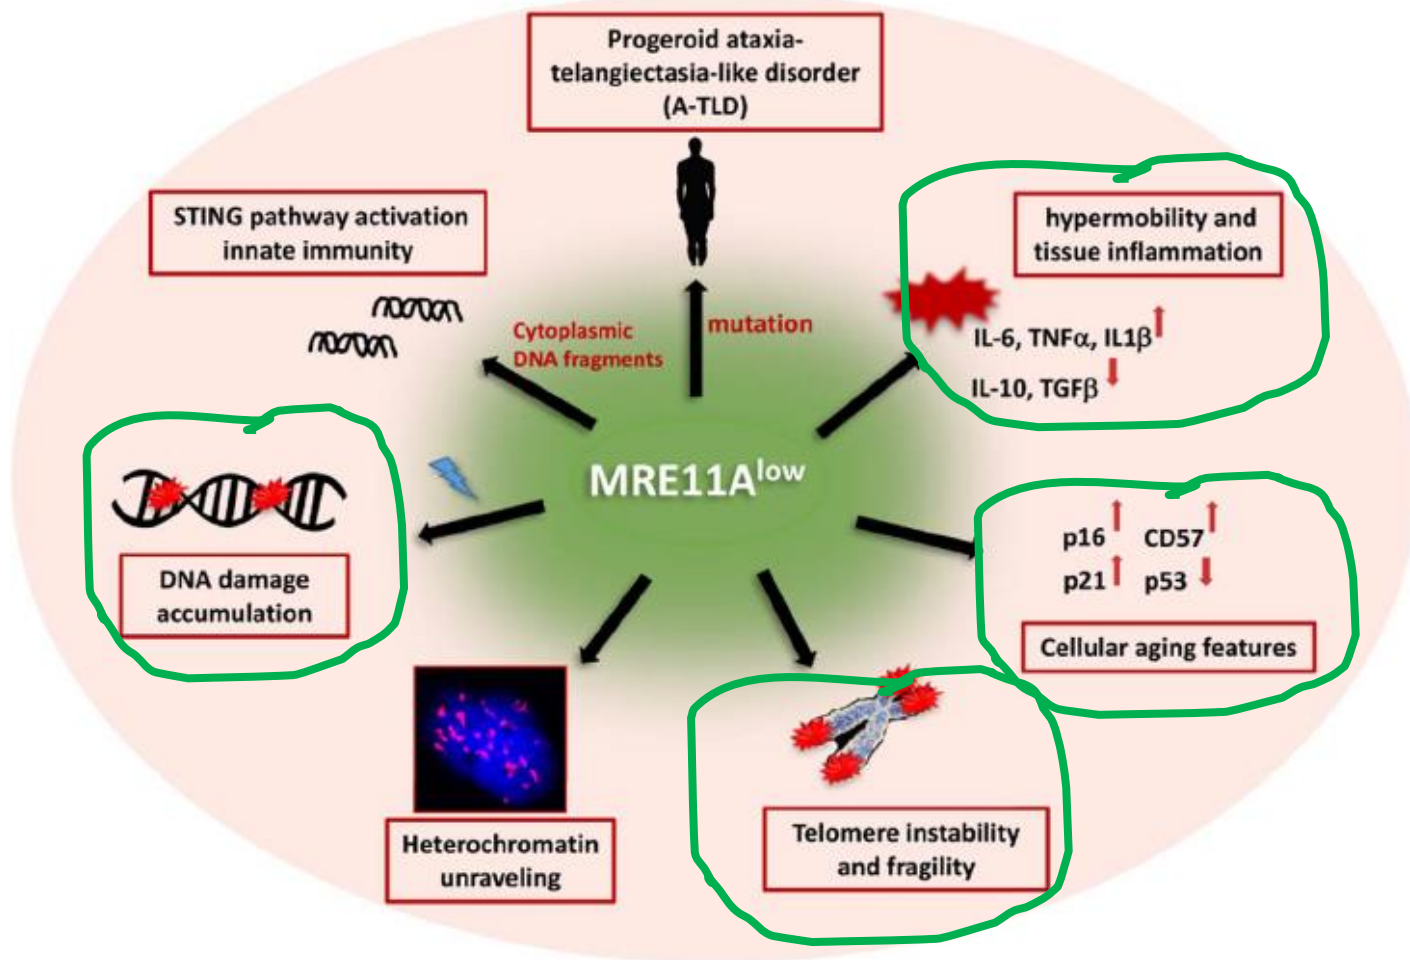 Progeroid ataxia-
telangiectasia-like disorder
(A-TLD)
STING pathway activation
innate immunity
hypermobility and
tissue inflammation
Cytoplasmic
DNA fragments
mutation
IL-6, TNFα, IL1β
IL-10, TGFβ
MRE11Alow
DNA damage
accumulation
p16 CD57
p21 p53
Cellular aging features
Heterochromatin
unraveling
Telomere instability
and fragility